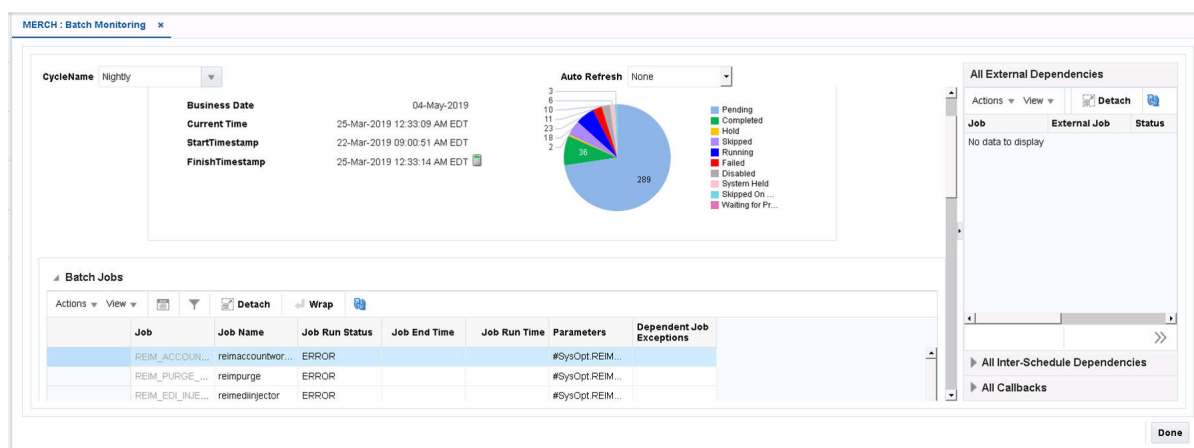 MERCH : Batch Monitoring ×
CycleName Nightly
Auto Refresh None
Business Date 04-May-2019
Current Time 25-Mar-2019 12:33:09 AM EDT
StartTimestamp 22-Mar-2019 09:00:51 AM EDT
FinishTimestamp 25-Mar-2019 12:33:14 AM EDT
3
6
10
11
23
18
2
36
289
Pending
Completed
Hold
Skipped
Running
Failed
Disabled
System Held
Skipped On ...
Waiting for Pr...
Batch Jobs
Actions View Detach Wrap
Job Job Name Job Run Status Job End Time Job Run Time Parameters Dependent Job Exceptions
REIM_ACCOUN... reimaccountwor... ERROR #SysOpt.REIM...
REIM_PURGE_... reimpurge ERROR #SysOpt.REIM...
REIM_EDI_INJE... reimediinjector ERROR #SysOpt.REIM...
All External Dependencies
Actions View Detach
Job External Job Status
No data to display
All Inter-Schedule Dependencies
All Callbacks
Done